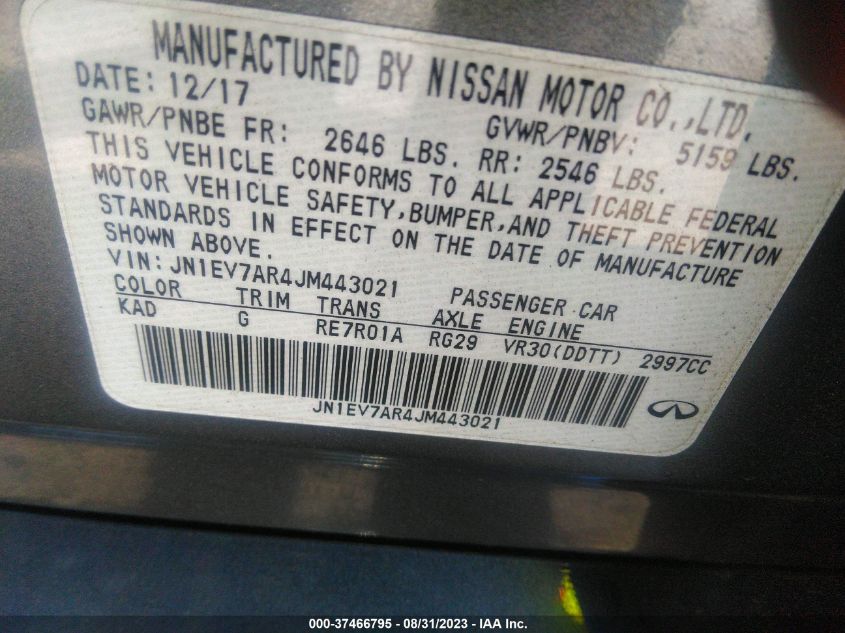 MANUFACTURED BY NISSAN MOTOR CO.,LTD.
DATE: 12/17 GVWR/PNBV: 5159 LBS.
GAWR/PNBE FR: 2646 LBS. RR: 2546 LBS.
THIS VEHICLE CONFORMS TO ALL APPLICABLE FEDERAL
MOTOR VEHICLE SAFETY,BUMPER,AND THEFT PREVENTION
STANDARDS IN EFFECT ON THE DATE OF MANUFACTURE
SHOWN ABOVE.
VIN: JN1EV7AR4JM443021 PASSENGER CAR
COLOR TRIM TRANS AXLE ENGINE
KAD G RE7R01A RG29 VR30(DDTT) 2997CC
JN1EV7AR4JM443021
000-37466795 - 08/31/2023 - IAA Inc.